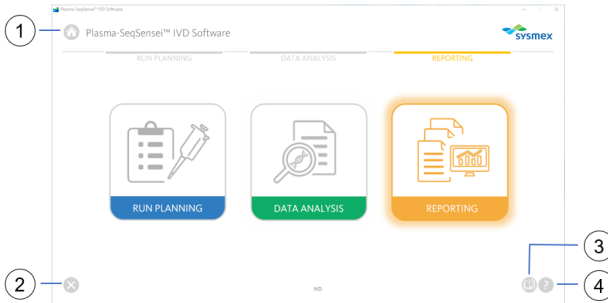 Plasma-SeqSensei™ IVD Software
1
Plasma-SeqSensei™ IVD Software
sysmex
RUN PLANNING
DATA ANALYSIS
REPORTING
RUN PLANNING
DATA ANALYSIS
REPORTING
3
2
IVD
?
4